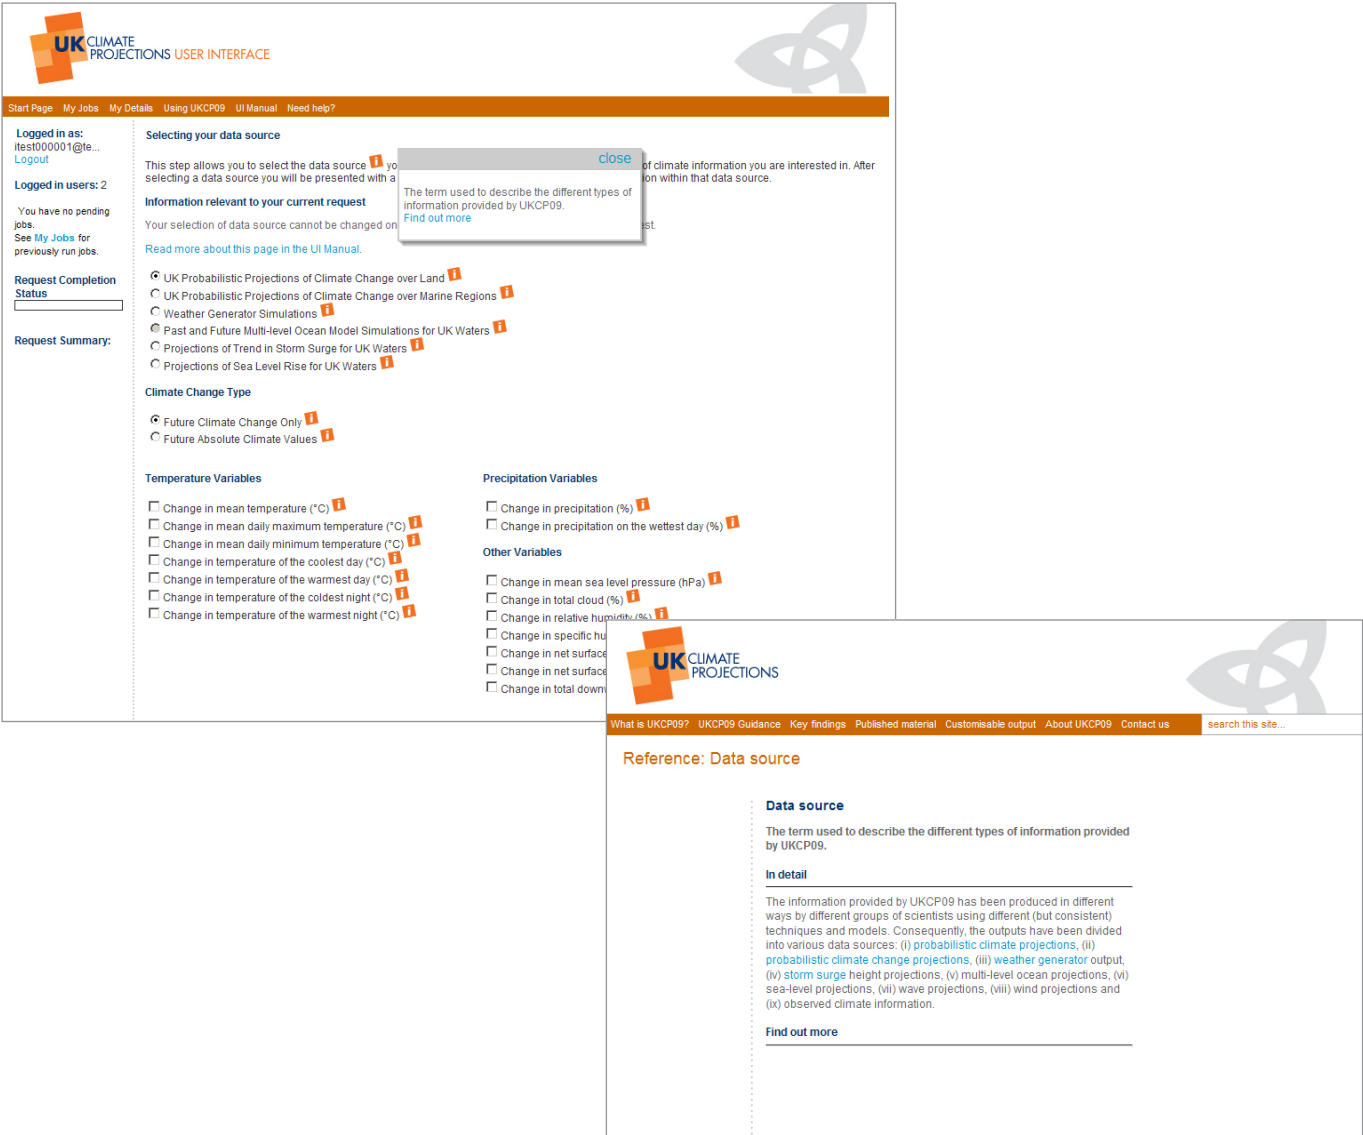 UK CLIMATE
PROJECTIONS USER INTERFACE
Start Page My Jobs My Details Using UKCP09 UI Manual Need help?
Logged in as:
itest000001@te...
Logout
Logged in users: 2
You have no pending
jobs.
See My Jobs for
previously run jobs.
Request Completion
Status
Request Summary:
Selecting your data source
This step allows you to select the data source i yo of climate information you are interested in. After
selecting a data source you will be presented with a ion within that data source.
close
The term used to describe the different types of
information provided by UKCP09.
Find out more
Information relevant to your current request
Your selection of data source cannot be changed on est.
Read more about this page in the UI Manual.
UK Probabilistic Projections of Climate Change over Land i
UK Probabilistic Projections of Climate Change over Marine Regions i
Weather Generator Simulations i
Past and Future Multi-level Ocean Model Simulations for UK Waters i
Projections of Trend in Storm Surge for UK Waters i
Projections of Sea Level Rise for UK Waters i
Climate Change Type
Future Climate Change Only i
Future Absolute Climate Values i
Temperature Variables
Change in mean temperature (°C) i
Change in mean daily maximum temperature (°C) i
Change in mean daily minimum temperature (°C) i
Change in temperature of the coolest day (°C) i
Change in temperature of the warmest day (°C) i
Change in temperature of the coldest night (°C) i
Change in temperature of the warmest night (°C) i
Precipitation Variables
Change in precipitation (%) i
Change in precipitation on the wettest day (%) i
Other Variables
Change in mean sea level pressure (hPa) i
Change in total cloud (%) i
Change in relative humidity (%) i
Change in specific hu
Change in net surface
Change in net surface
Change in total down
UK CLIMATE
PROJECTIONS
What is UKCP09? UKCP09 Guidance Key findings Published material Customisable output About UKCP09 Contact us search this site...
Reference: Data source
Data source
The term used to describe the different types of information provided
by UKCP09.
In detail
The information provided by UKCP09 has been produced in different
ways by different groups of scientists using different (but consistent)
techniques and models. Consequently, the outputs have been divided
into various data sources: (i) probabilistic climate projections, (ii)
probabilistic climate change projections, (iii) weather generator output,
(iv) storm surge height projections, (v) multi-level ocean projections, (vi)
sea-level projections, (vii) wave projections, (viii) wind projections and
(ix) observed climate information.
Find out more